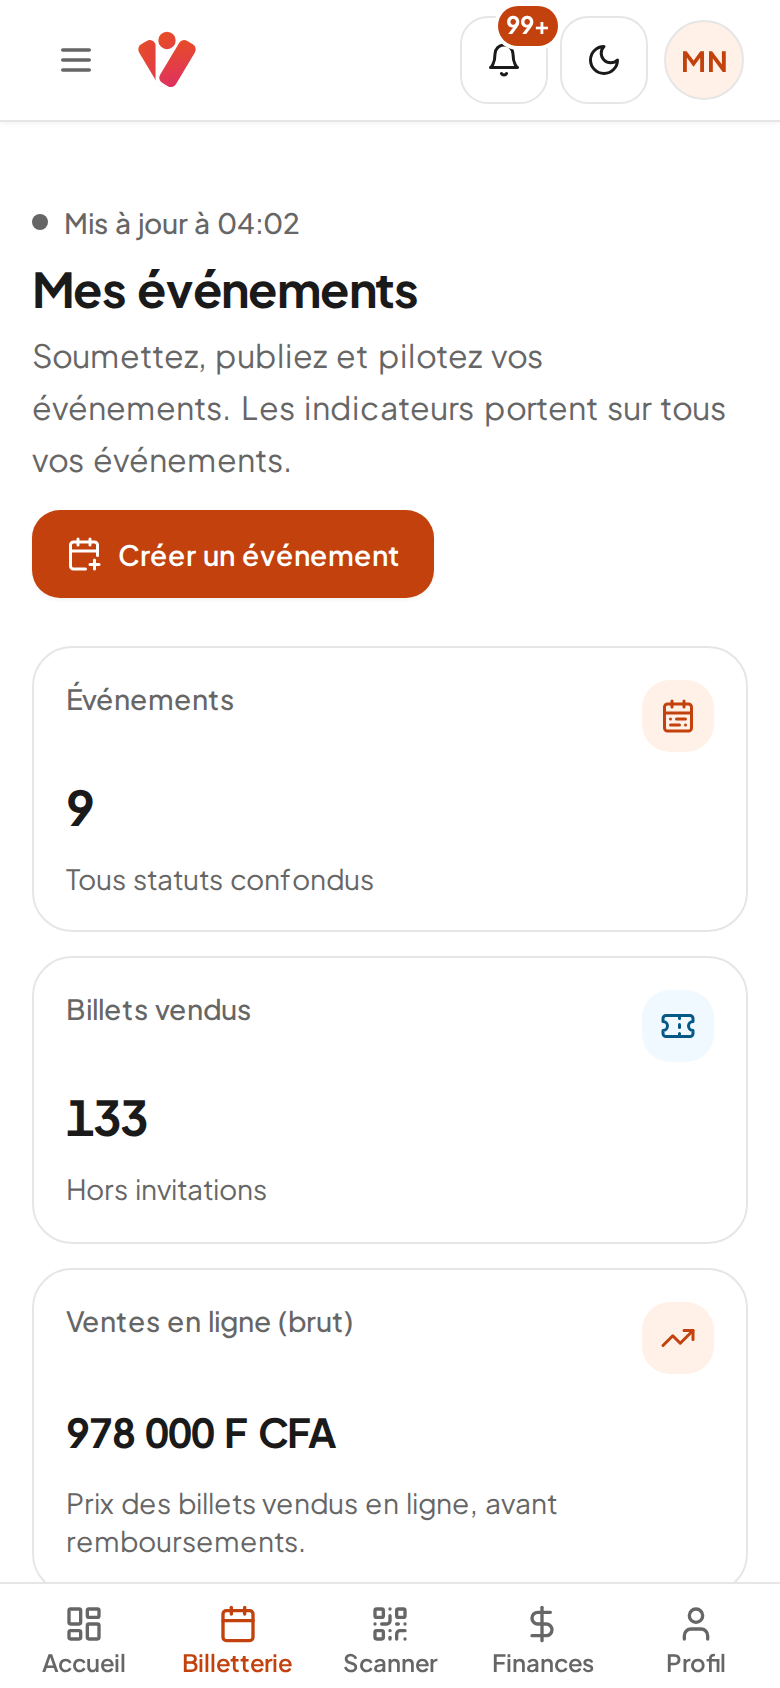 99+
MN
Mis à jour à 04:02
Mes événements
Soumettez, publiez et pilotez vos
événements. Les indicateurs portent sur tous
vos événements.
Créer un événement
Événements
9
Tous statuts confondus
Billets vendus
133
Hors invitations
Ventes en ligne (brut)
978 000 F CFA
Prix des billets vendus en ligne, avant
remboursements.
Accueil
Billetterie
Scanner
Finances
Profil